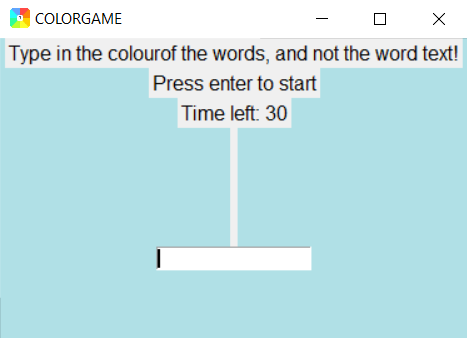 COLORGAME
Type in the colourof the words, and not the word text!
Press enter to start
Time left: 30